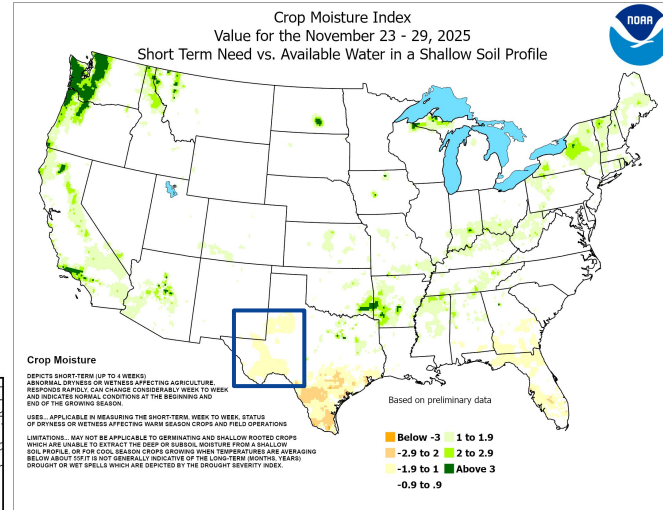 Crop Moisture Index
Value for the November 23 - 29, 2025
Short Term Need vs. Available Water in a Shallow Soil Profile
NOAA
Crop Moisture
DEPICTS SHORT-TERM (UP TO 4 WEEKS)
ABNORMAL DRYNESS OR WETNESS AFFECTING AGRICULTURE,
RESPONDS RAPIDLY, CAN CHANGE CONSIDERABLY WEEK TO WEEK
AND INDICATES NORMAL CONDITIONS AT THE BEGINNING AND
END OF THE GROWING SEASON.
USES... APPLICABLE IN MEASURING THE SHORT-TERM, WEEK TO WEEK, STATUS
OF DRYNESS OR WETNESS AFFECTING WARM SEASON CROPS AND FIELD OPERATIONS
LIMITATIONS... MAY NOT BE APPLICABLE TO GERMINATING AND SHALLOW ROOTED CROPS
WHICH ARE UNABLE TO EXTRACT THE DEEP OR SUBSOIL MOISTURE FROM A SHALLOW
SOIL PROFILE, OR FOR COOL SEASON CROPS GROWING WHEN TEMPERATURES ARE AVERAGING
BELOW ABOUT 55F.IT IS NOT GENERALLY INDICATIVE OF THE LONG-TERM (MONTHS, YEARS)
DROUGHT OR WET SPELLS WHICH ARE DEPICTED BY THE DROUGHT SEVERITY INDEX.
Based on preliminary data
Below -3 1 to 1.9
-2.9 to 2 2 to 2.9
-1.9 to 1 Above 3
-0.9 to .9